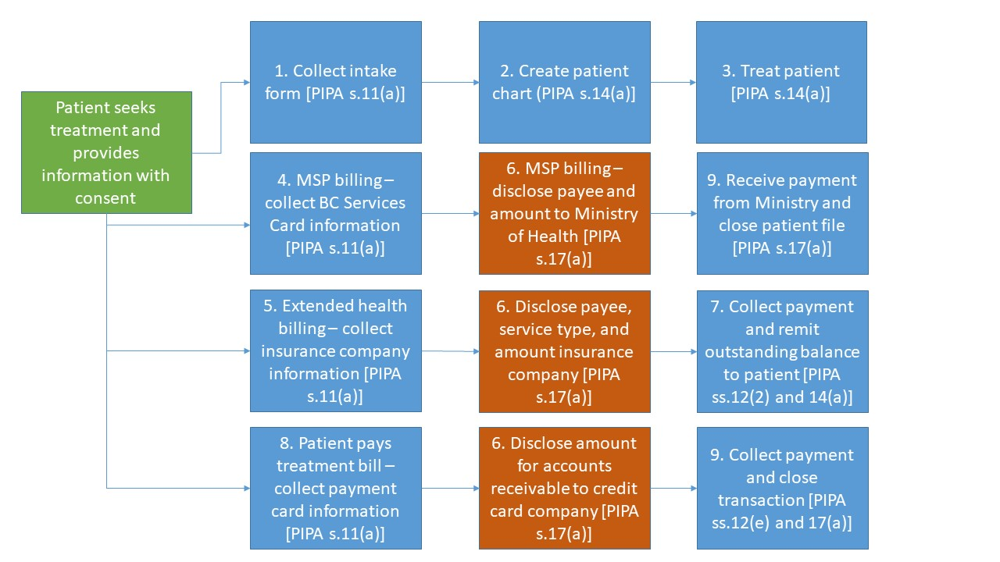 Patient seeks
treatment and
provides
information with
consent
1. Collect intake
form [PIPA s.11(a)]
2. Create patient
chart (PIPA s.14(a)]
3. Treat patient
[PIPA s.14(a)]
4. MSP billing –
collect BC Services
Card information
[PIPA s.11(a)]
6. MSP billing –
disclose payee and
amount to Ministry
of Health [PIPA
s.17(a)]
9. Receive payment
from Ministry and
close patient file
[PIPA s.17(a)]
5. Extended health
billing – collect
insurance company
information [PIPA
s.11(a)]
6. Disclose payee,
service type, and
amount insurance
company [PIPA
s.17(a)]
7. Collect payment
and remit
outstanding balance
to patient [PIPA
ss.12(2) and 14(a)]
8. Patient pays
treatment bill –
collect payment
card information
[PIPA s.11(a)]
6. Disclose amount
for accounts
receivable to credit
card company [PIPA
s.17(a)]
9. Collect payment
and close
transaction [PIPA
ss.12(e) and 17(a)]